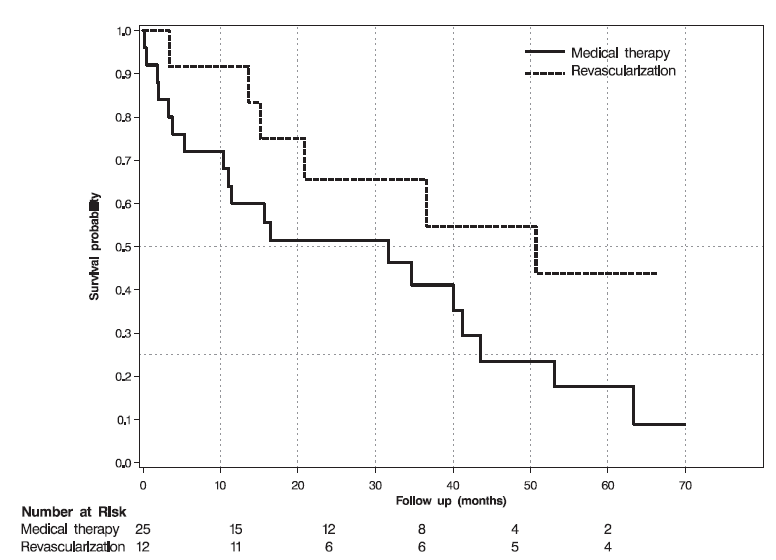 1.0
0.9
0.8
0.7
0.6
0.5
0.4
0.3
0.2
0.1
0.0
Survival probability
Medical therapy
Revascularization
0 10 20 30 40 50 60 70
Follow up (months)
Number at Risk
Medical therapy 25 15 12 8 4 2
Revascularization 12 11 6 6 5 4